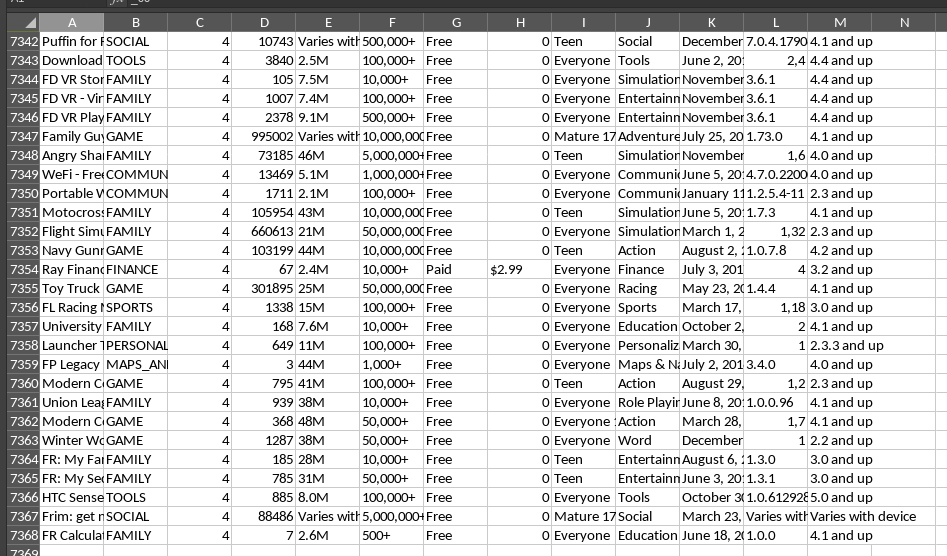 A B C D E F G H I J K L M N
7342 Puffin for F SOCIAL 4 10743 Varies with 500,000+ Free 0 Teen Social December 7.0.4.1790 4.1 and up
7343 Download TOOLS 4 3840 2.5M 100,000+ Free 0 Everyone Tools June 2, 201 2,4 4.4 and up
7344 FD VR Stor FAMILY 4 105 7.5M 10,000+ Free 0 Everyone Simulation November 3.6.1 4.4 and up
7345 FD VR - Vir FAMILY 4 1007 7.4M 100,000+ Free 0 Everyone Entertainn November 3.6.1 4.4 and up
7346 FD VR Play FAMILY 4 2378 9.1M 500,000+ Free 0 Everyone Entertainn November 3.6.1 4.4 and up
7347 Family Guy GAME 4 995002 Varies with 10,000,000 Free 0 Mature 17 Adventure July 25, 20 1.73.0 4.1 and up
7348 Angry Shar FAMILY 4 73185 46M 5,000,000+ Free 0 Teen Simulation November 1,6 4.0 and up
7349 WeFi - Free COMMUN 4 13469 5.1M 1,000,000+ Free 0 Everyone Communic June 5, 201 4.7.0.2200 4.0 and up
7350 Portable W COMMUN 4 1711 2.1M 100,000+ Free 0 Everyone Communic January 11 1.2.5.4-11 2.3 and up
7351 Motocross FAMILY 4 105954 43M 10,000,000 Free 0 Teen Simulation June 5, 201 1.7.3 4.1 and up
7352 Flight Simu FAMILY 4 660613 21M 50,000,000 Free 0 Everyone Simulation March 1, 2 1,32 2.3 and up
7353 Navy Gunn GAME 4 103199 44M 10,000,000 Free 0 Teen Action August 2, 2 1.0.7.8 4.2 and up
7354 Ray Financ FINANCE 4 67 2.4M 10,000+ Paid $2.99 Everyone Finance July 3, 201 4 3.2 and up
7355 Toy Truck GAME 4 301895 25M 50,000,000 Free 0 Everyone Racing May 23, 20 1.4.4 4.1 and up
7356 FL Racing M SPORTS 4 1338 15M 100,000+ Free 0 Everyone Sports March 17, 1,18 3.0 and up
7357 University FAMILY 4 168 7.6M 10,000+ Free 0 Everyone Education October 2, 2 4.1 and up
7358 Launcher T PERSONAL 4 649 11M 100,000+ Free 0 Everyone Personaliz March 30, 1 2.3.3 and up
7359 FP Legacy MAPS_AND 4 3 44M 1,000+ Free 0 Everyone Maps & Na July 2, 201 3.4.0 4.0 and up
7360 Modern Co GAME 4 795 41M 100,000+ Free 0 Teen Action August 29, 1,2 2.3 and up
7361 Union Leag FAMILY 4 939 38M 10,000+ Free 0 Everyone Role Playin June 8, 201 1.0.0.96 4.1 and up
7362 Modern Co GAME 4 368 48M 50,000+ Free 0 Everyone Action March 28, 1,7 4.1 and up
7363 Winter Wo GAME 4 1287 38M 50,000+ Free 0 Everyone Word December 1 2.2 and up
7364 FR: My Far FAMILY 4 185 28M 10,000+ Free 0 Teen Entertainn August 6, 2 1.3.0 3.0 and up
7365 FR: My Sec FAMILY 4 785 31M 50,000+ Free 0 Teen Entertainn June 3, 201 1.3.1 3.0 and up
7366 HTC Sense TOOLS 4 885 8.0M 100,000+ Free 0 Everyone Tools October 30 1.0.612928 5.0 and up
7367 Frim: get n SOCIAL 4 88486 Varies with 5,000,000+ Free 0 Mature 17 Social March 23, Varies with Varies with device
7368 FR Calcula FAMILY 4 7 2.6M 500+ Free 0 Everyone Education June 18, 20 1.0.0 4.1 and up
7369